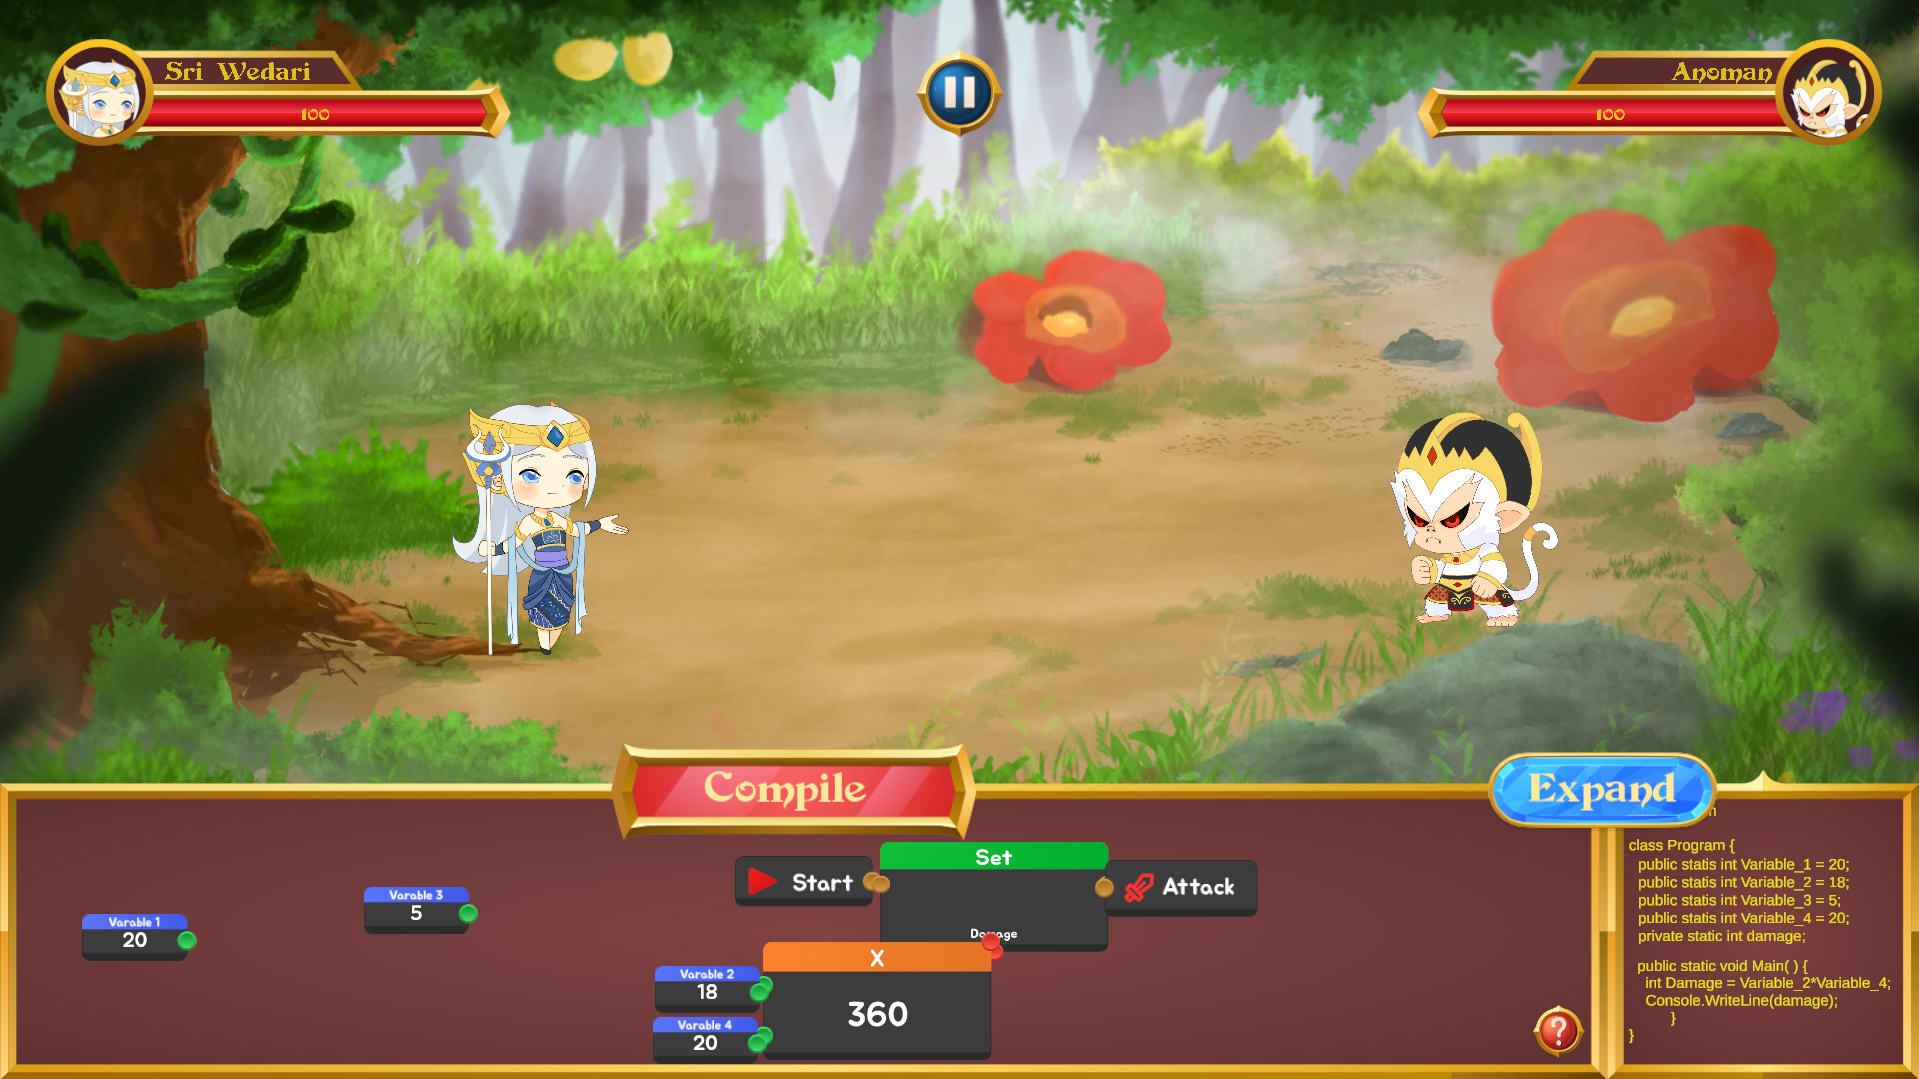 Sri Wedari
100
Anoman
100
Compile
Expand
Start
Set
Damage
Attack
Varable 1
20
Varable 3
5
Varable 2
18
Varable 4
20
X
360
?
class Program {
public statis int Variable_1 = 20;
public statis int Variable_2 = 18;
public statis int Variable_3 = 5;
public statis int Variable_4 = 20;
private static int damage;
public static void Main( ) {
int Damage = Variable_2*Variable_4;
Console.WriteLine(damage);
}
}